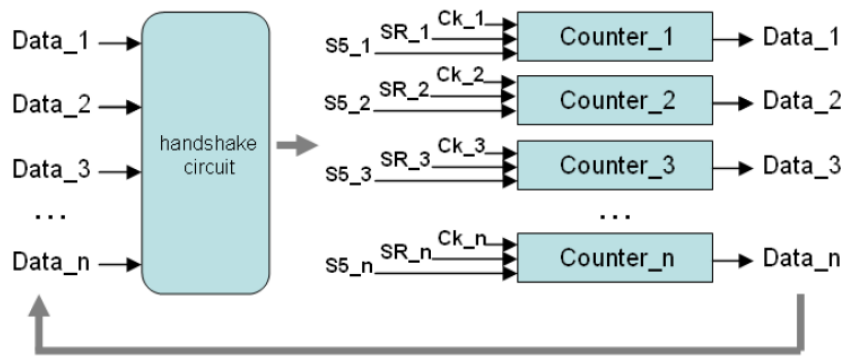 Data_1
Data_2
Data_3
...
Data_n
handshake
circuit
S5_1 SR_1 Ck_1 Counter_1 Data_1
S5_2 SR_2 Ck_2 Counter_2 Data_2
S5_3 SR_3 Ck_3 Counter_3 Data_3
...
S5_n SR_n Ck_n Counter_n Data_n